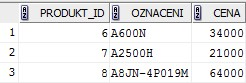 PRODUKT_ID OZNACENI CENA
1 6 A600N 34000
2 7 A2500H 21000
3 8 A8JN-4P019M 64000